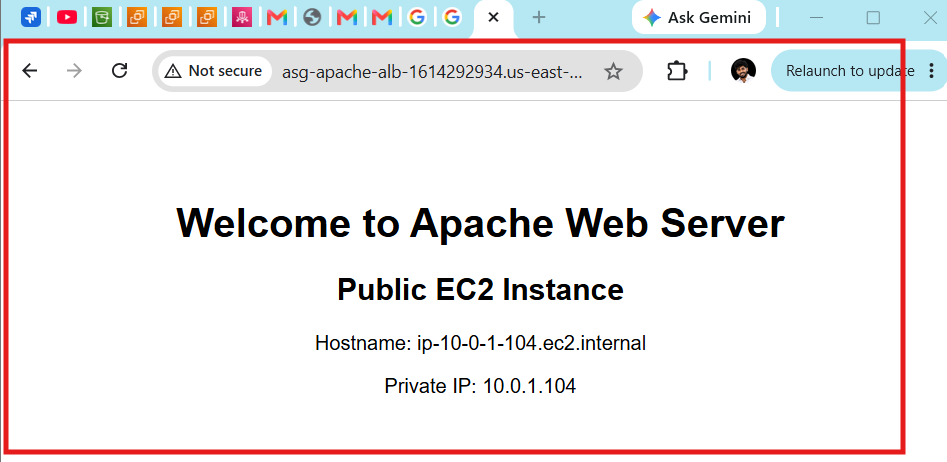 Ask Gemini
Not secure
asg-apache-alb-1614292934.us-east-...
Relaunch to update
Welcome to Apache Web Server
Public EC2 Instance
Hostname: ip-10-0-1-104.ec2.internal
Private IP: 10.0.1.104